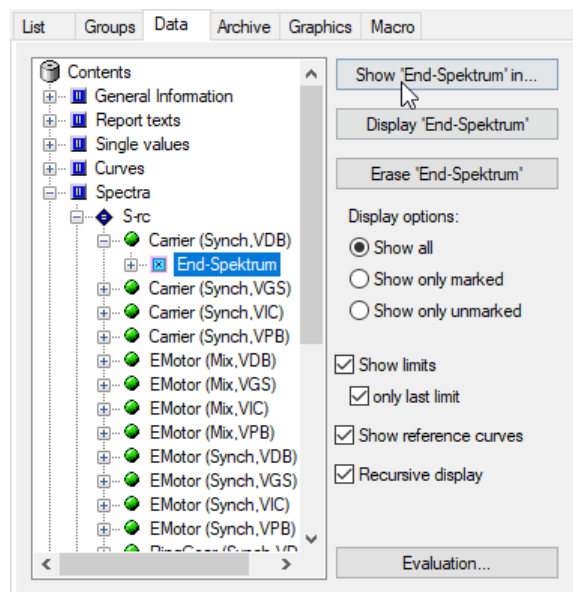 List Groups Data Archive Graphics Macro
Contents
General Information
Report texts
Single values
Curves
Spectra
S-rc
Carrier (Synch,VDB)
End-Spektrum
Carrier (Synch,VGS)
Carrier (Synch,VIC)
Carrier (Synch,VPB)
EMotor (Mix,VDB)
EMotor (Mix,VGS)
EMotor (Mix,VIC)
EMotor (Mix,VPB)
EMotor (Synch,VDB)
EMotor (Synch,VGS)
EMotor (Synch,VIC)
EMotor (Synch,VPB)
Show 'End-Spektrum' in...
Display 'End-Spektrum'
Erase 'End-Spektrum'
Display options:
Show all
Show only marked
Show only unmarked
Show limits
only last limit
Show reference curves
Recursive display
Evaluation...